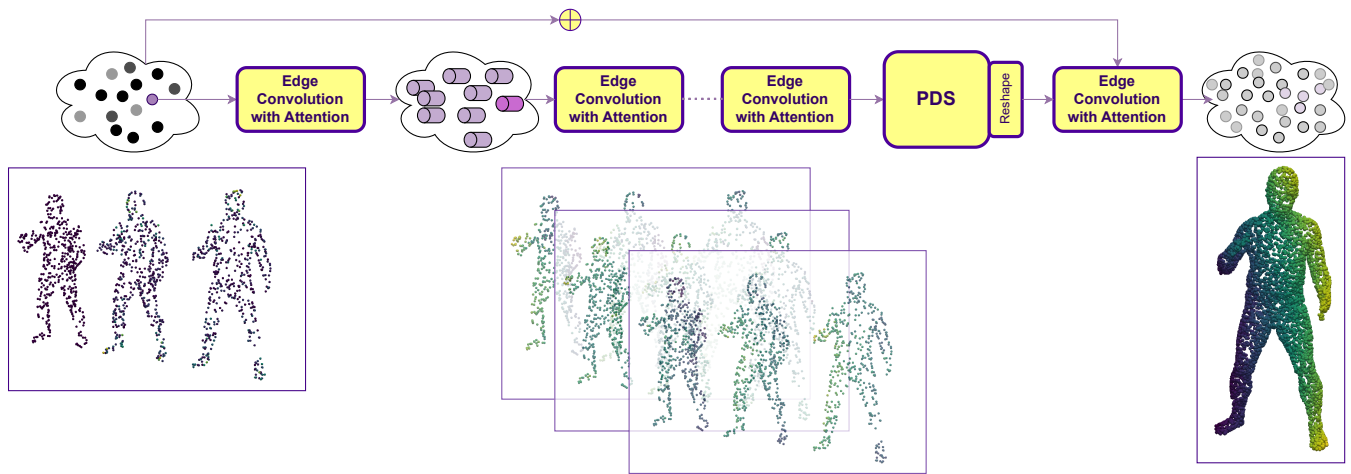 Edge
Convolution
with Attention
Edge
Convolution
with Attention
Edge
Convolution
with Attention
PDS
Reshape
Edge
Convolution
with Attention